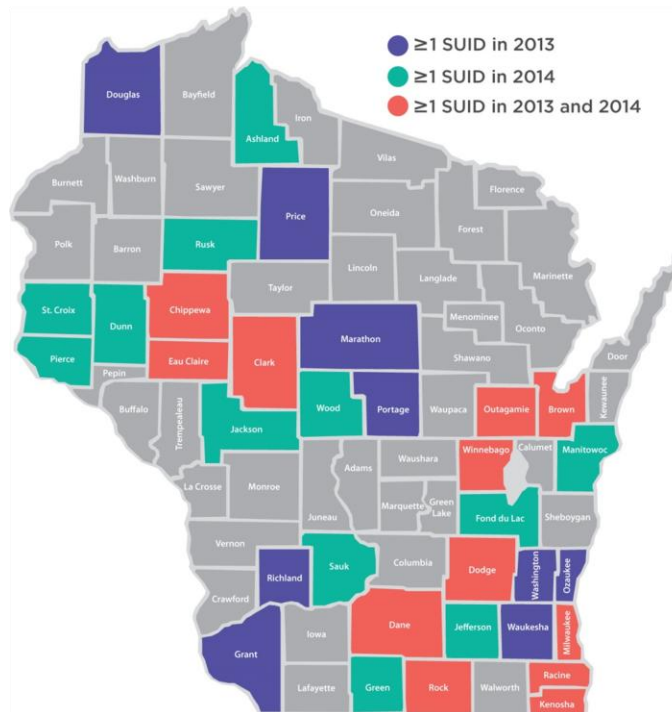 ≥1 SUID in 2013
≥1 SUID in 2014
≥1 SUID in 2013 and 2014
Douglas
Bayfield
Ashland
Iron
Vilas
Burnett
Washburn
Sawyer
Price
Oneida
Florence
Forest
Marinette
Polk
Barron
Rusk
Lincoln
Langlade
Taylor
Oconto
St. Croix
Dunn
Chippewa
Marathon
Menominee
Shawano
Door
Pierce
Pepin
Eau Claire
Clark
Buffalo
Trempealeau
Jackson
Wood
Portage
Waupaca
Outagamie
Brown
Kewaunee
La Crosse
Monroe
Juneau
Adams
Waushara
Winnebago
Calumet
Manitowoc
Marquette
Green
Lake
Fond du Lac
Sheboygan
Vernon
Crawford
Richland
Sauk
Columbia
Dodge
Washington
Ozaukee
Grant
Iowa
Dane
Jefferson
Waukesha
Milwaukee
Lafayette
Green
Rock
Walworth
Racine
Kenosha